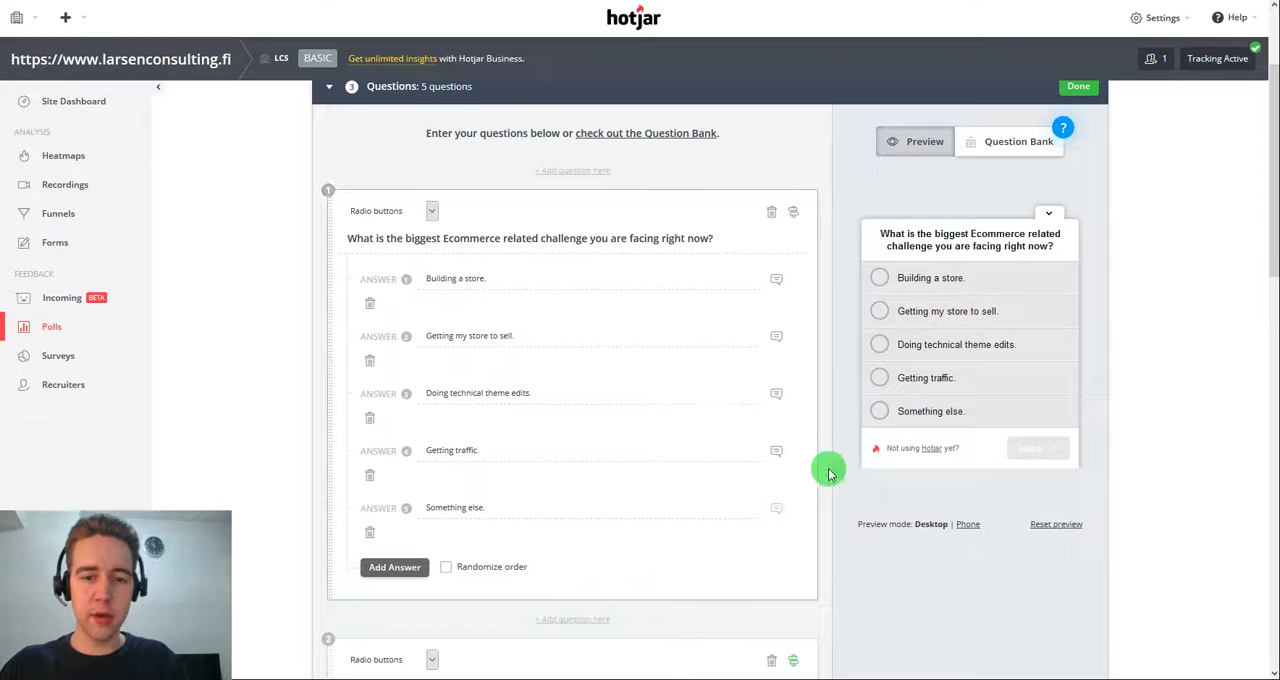 hotjar
Settings
Help
https://www.larsenconsulting.fi
LCS
BASIC
Get unlimited insights with Hotjar Business.
1
Tracking Active
Site Dashboard
ANALYSIS
Heatmaps
Recordings
Funnels
Forms
FEEDBACK
Incoming BETA
Polls
Surveys
Recruiters
3 Questions: 5 questions
Done
Enter your questions below or check out the Question Bank.
+ Add question here
1
Radio buttons
What is the biggest Ecommerce related challenge you are facing right now?
ANSWER 1 Building a store.
ANSWER 2 Getting my store to sell.
ANSWER 3 Doing technical theme edits.
ANSWER 4 Getting traffic.
ANSWER 5 Something else.
Add Answer
Randomize order
+ Add question here
2
Radio buttons
Preview
Question Bank
?
What is the biggest Ecommerce related
challenge you are facing right now?
Building a store.
Getting my store to sell.
Doing technical theme edits.
Getting traffic.
Something else.
Not using Hotjar yet?
Preview mode: Desktop | Phone
Reset preview